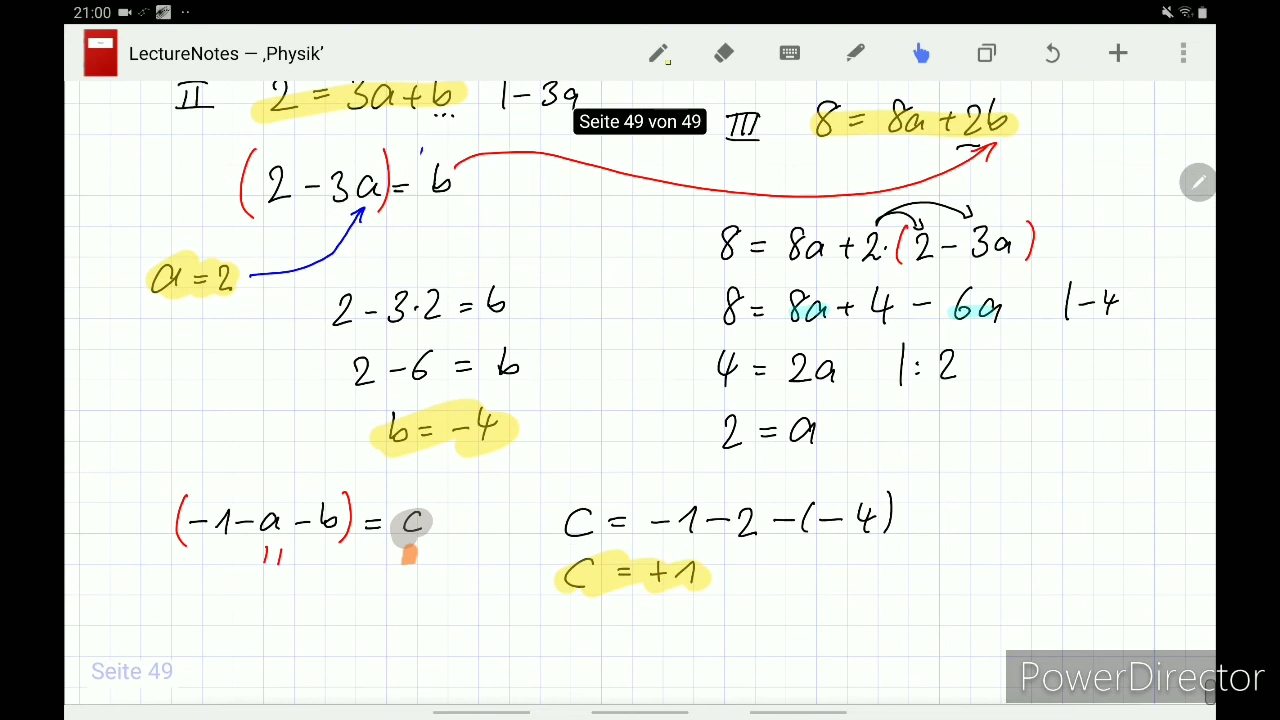 21:00
LectureNotes — ‚Physik‘
II 2 = 3a + b | - 3a
Seite 49 von 49
III 8 = 8a + 2b
(2 - 3a) = b
8 = 8a + 2·(2 - 3a)
a = 2
2 - 3·2 = b
8 = 8a + 4 - 6a | - 4
2 - 6 = b
4 = 2a | : 2
b = -4
2 = a
(-1 - a - b) = c
C = -1 - 2 - (-4)
C = +1
Seite 49
PowerDirector